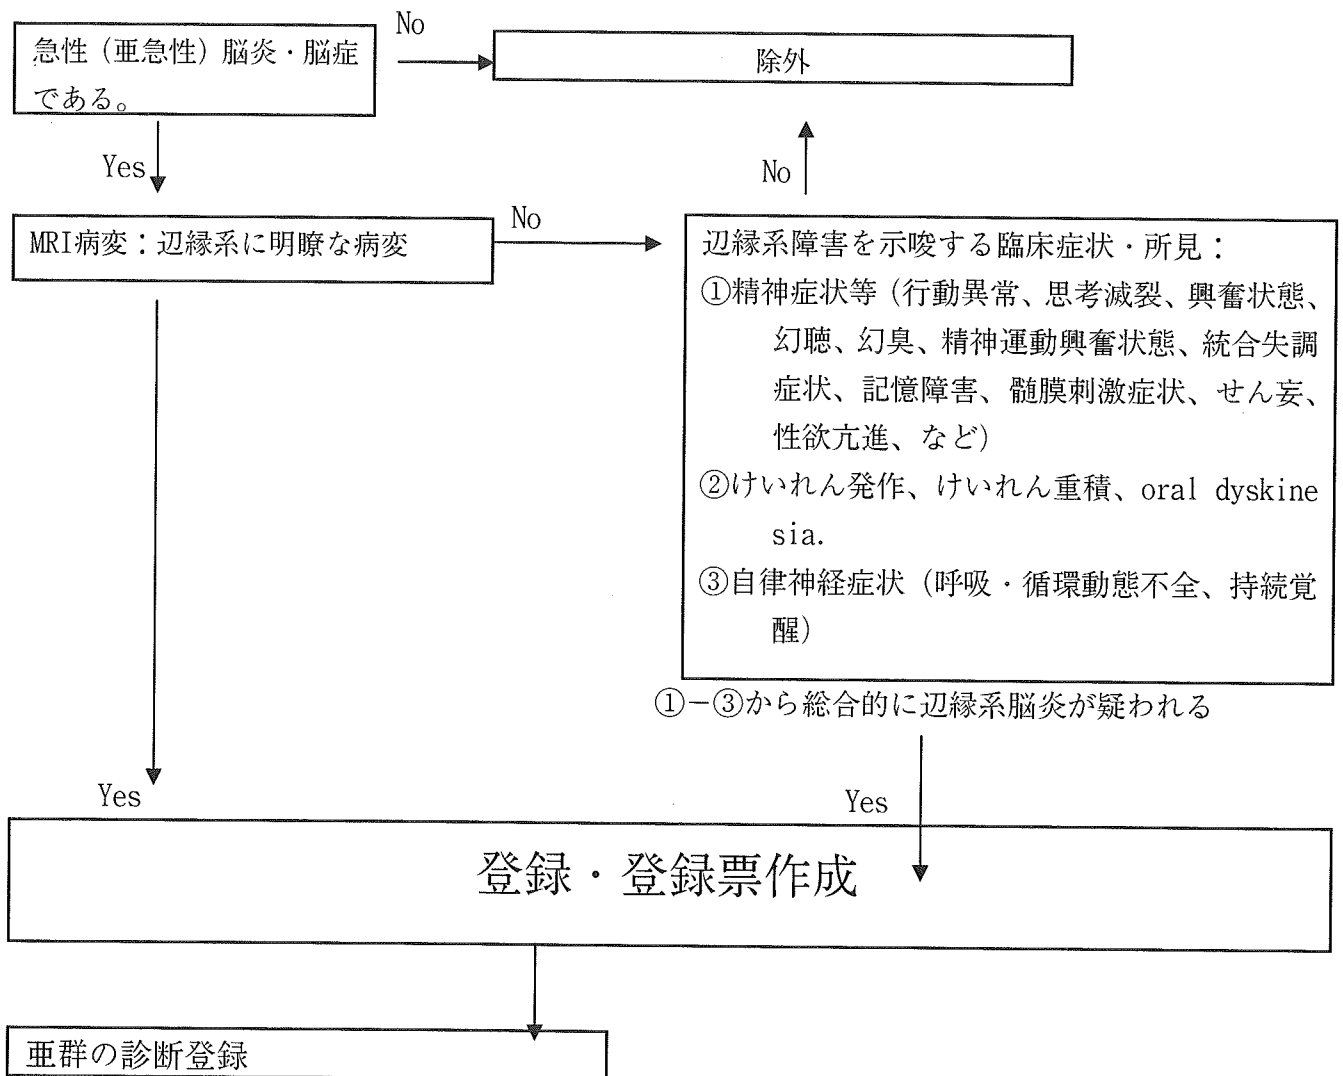 No
急性（亜急性）脳炎・脳症
である。
除外
Yes
No
MRI病変：辺縁系に明瞭な病変
No
辺縁系障害を示唆する臨床症状・所見：
①精神症状等（行動異常、思考滅裂、興奮状態、
幻聴、幻臭、精神運動興奮状態、統合失調
症状、記憶障害、髄膜刺激症状、せん妄、
性欲亢進、など）
②けいれん発作、けいれん重積、oral dyskine
sia.
③自律神経症状（呼吸・循環動態不全、持続覚
醒）
①－③から総合的に辺縁系脳炎が疑われる
Yes
Yes
登録・登録票作成
亜群の診断登録